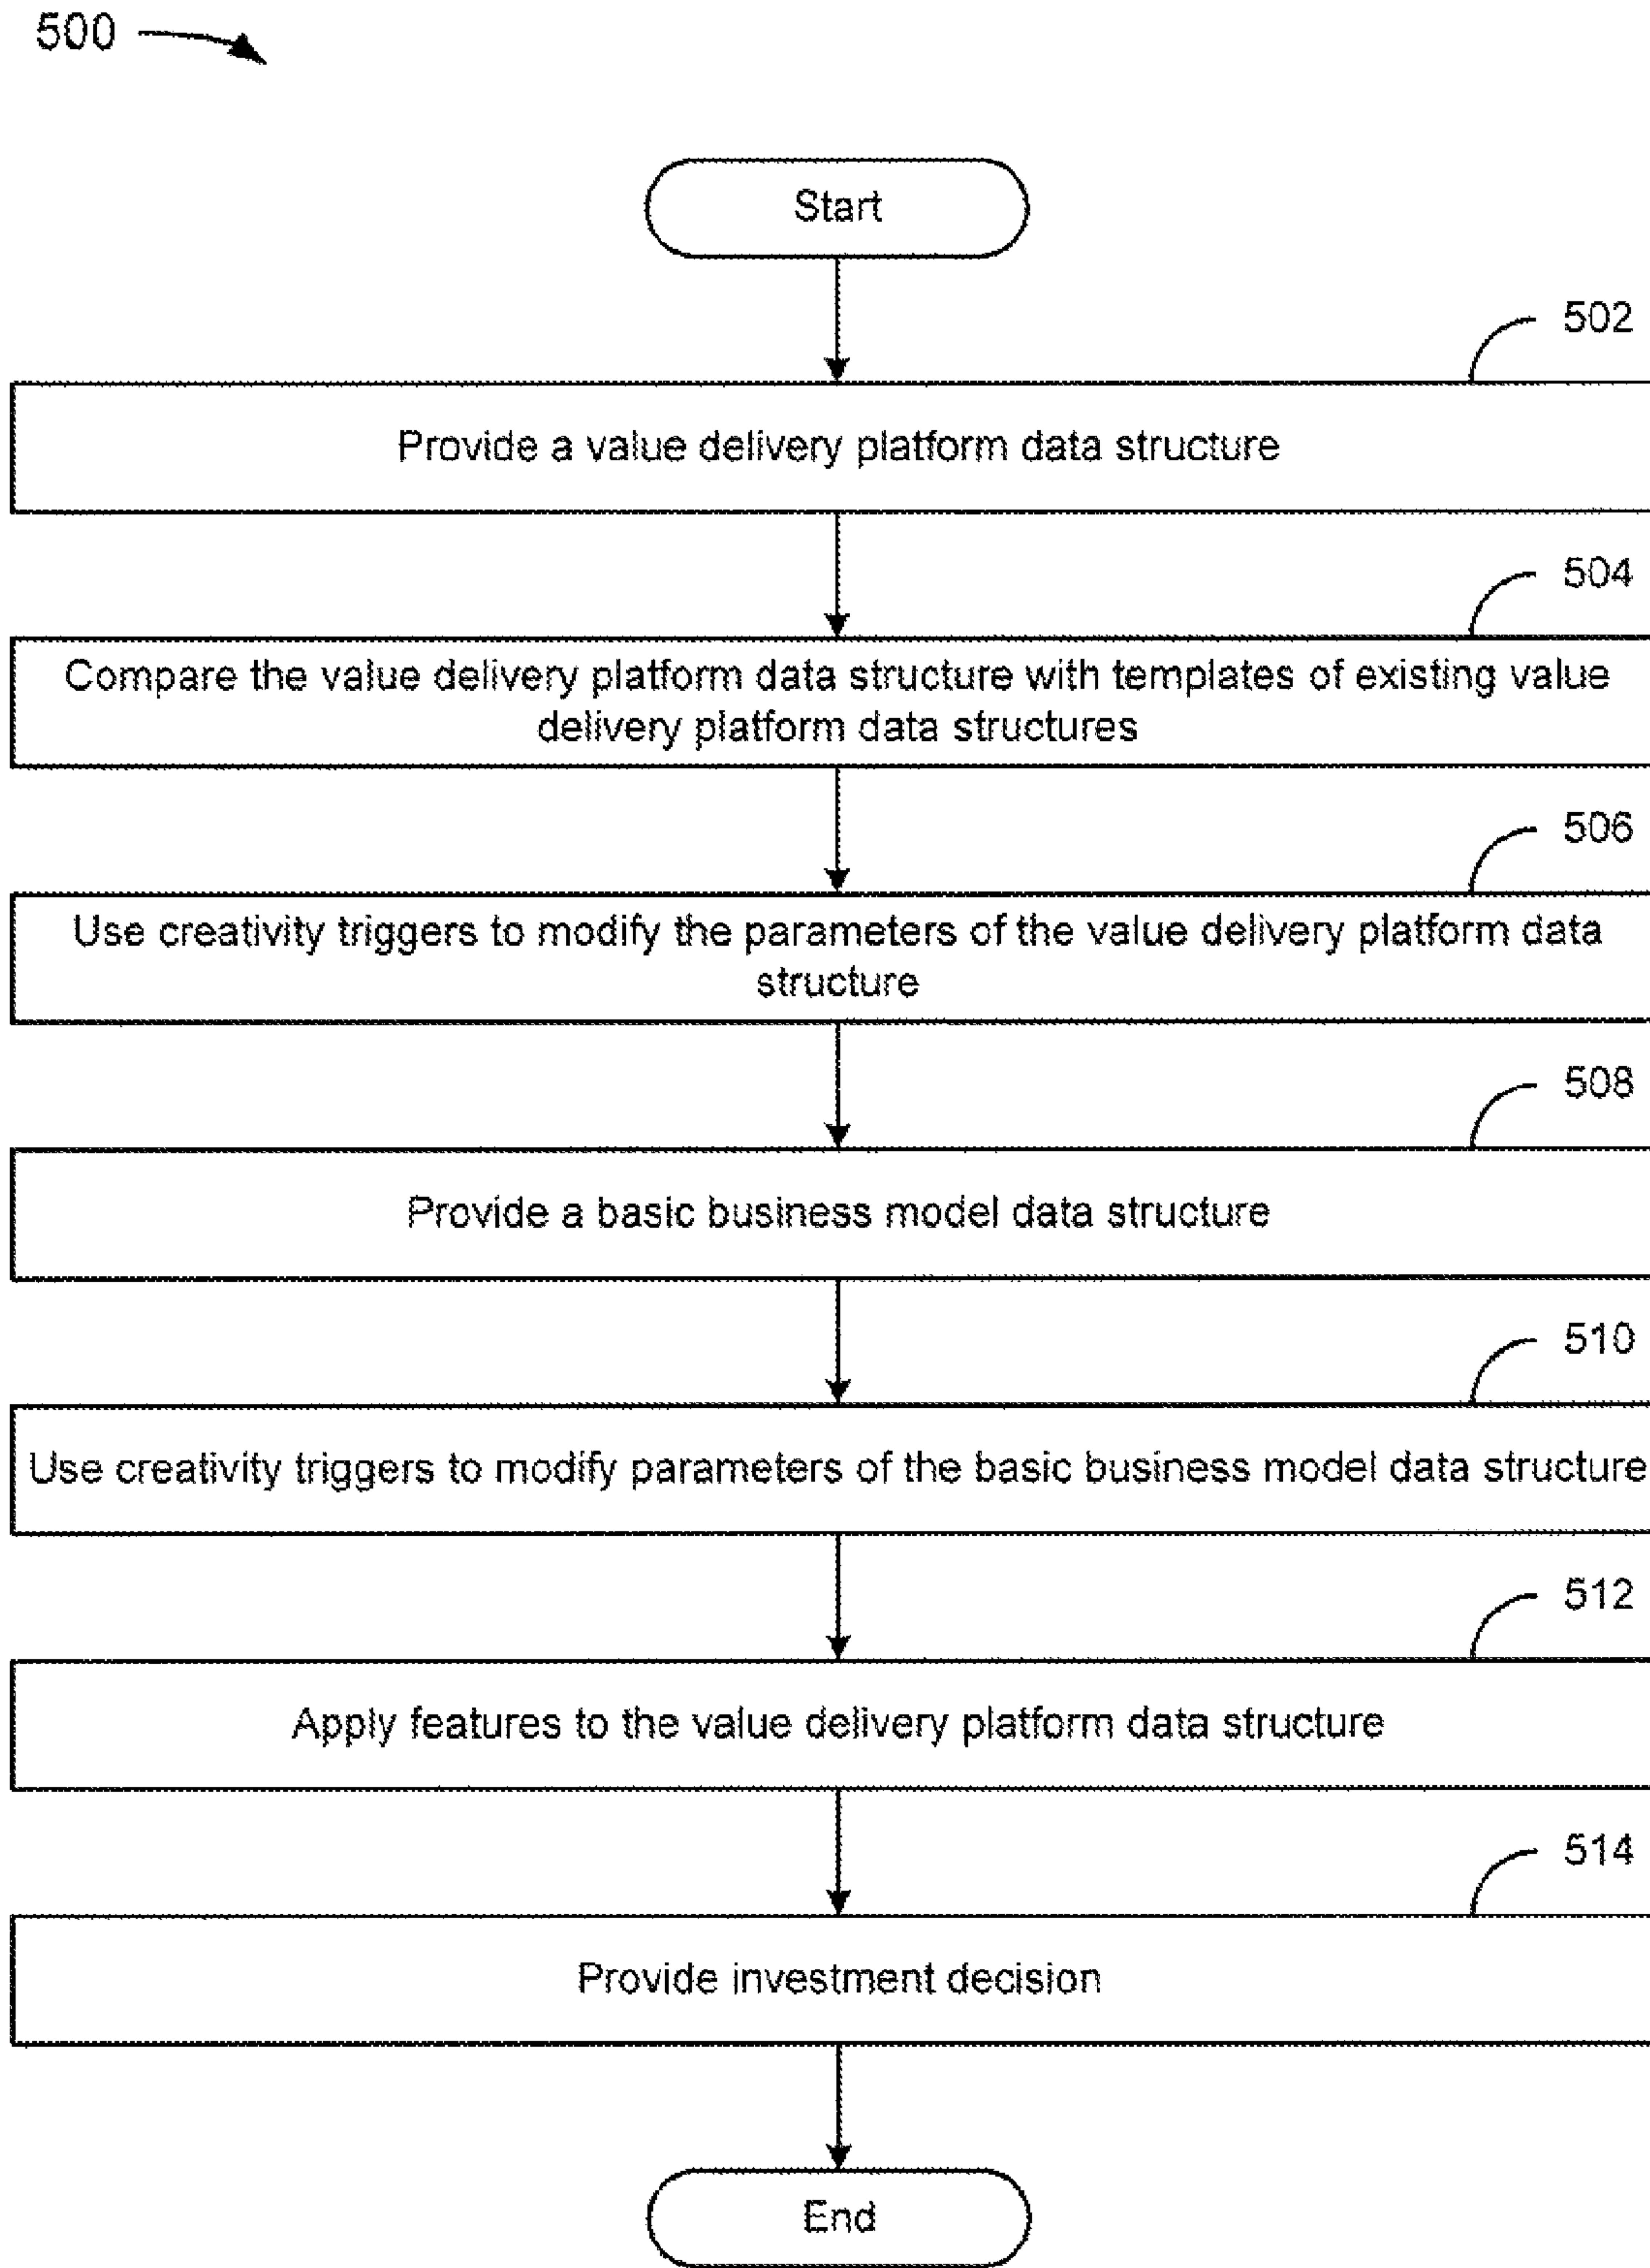 500
Start
502
Provide a value delivery platform data structure
504
Compare the value delivery platform data structure with templates of existing value
delivery platform data structures
506
Use creativity triggers to modify the parameters of the value delivery platform data
structure
508
Provide a basic business model data structure
510
Use creativity triggers to modify parameters of the basic business model data structure
512
Apply features to the value delivery platform data structure
514
Provide investment decision
End